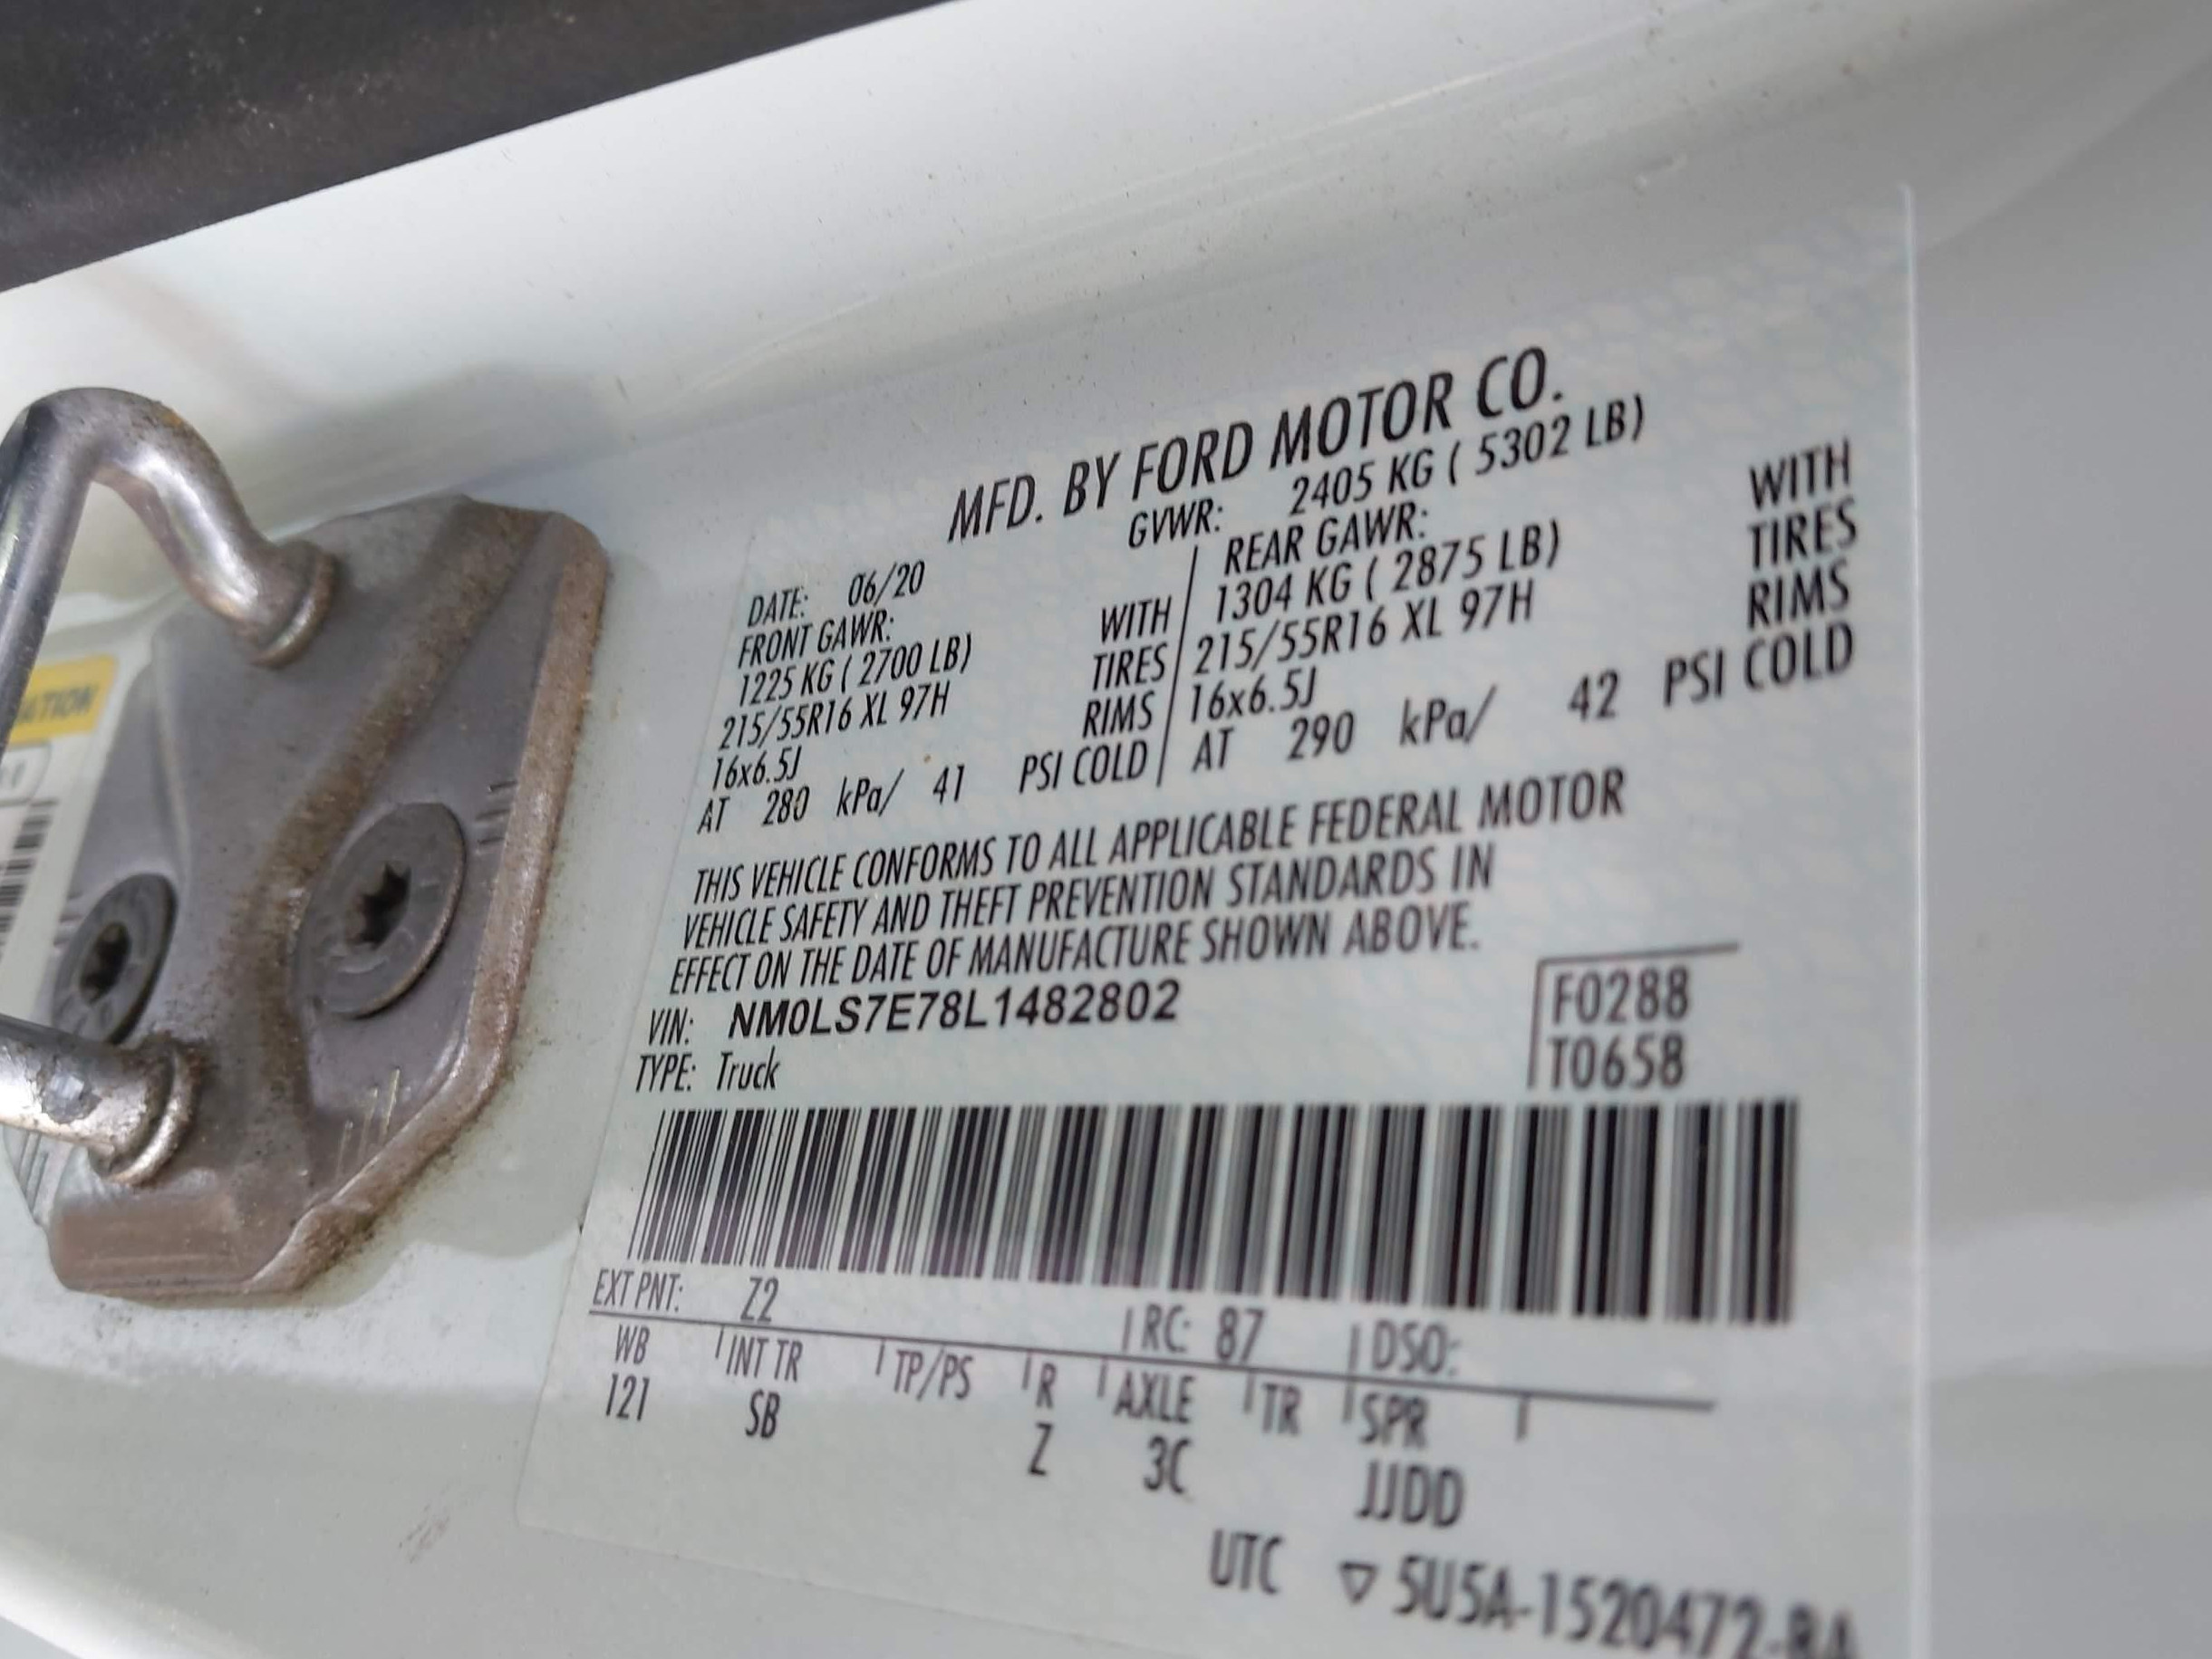 MFD. BY FORD MOTOR CO.
DATE: 06/20 GVWR: 2405 KG ( 5302 LB)
FRONT GAWR: REAR GAWR:
1225 KG ( 2700 LB) WITH 1304 KG ( 2875 LB) WITH
215/55R16 XL 97H TIRES 215/55R16 XL 97H TIRES
16x6.5J RIMS 16x6.5J RIMS
AT 280 kPa/ 41 PSI COLD AT 290 kPa/ 42 PSI COLD
THIS VEHICLE CONFORMS TO ALL APPLICABLE FEDERAL MOTOR
VEHICLE SAFETY AND THEFT PREVENTION STANDARDS IN
EFFECT ON THE DATE OF MANUFACTURE SHOWN ABOVE.
VIN: NM0LS7E78L1482802 F0288
TYPE: Truck T0658
EXT PNT: Z2 RC: 87 DSO:
WB INT TR TP/PS R AXLE TR SPR
121 SB Z 3C JJDD
UTC ▽ 5U5A-1520472-BA